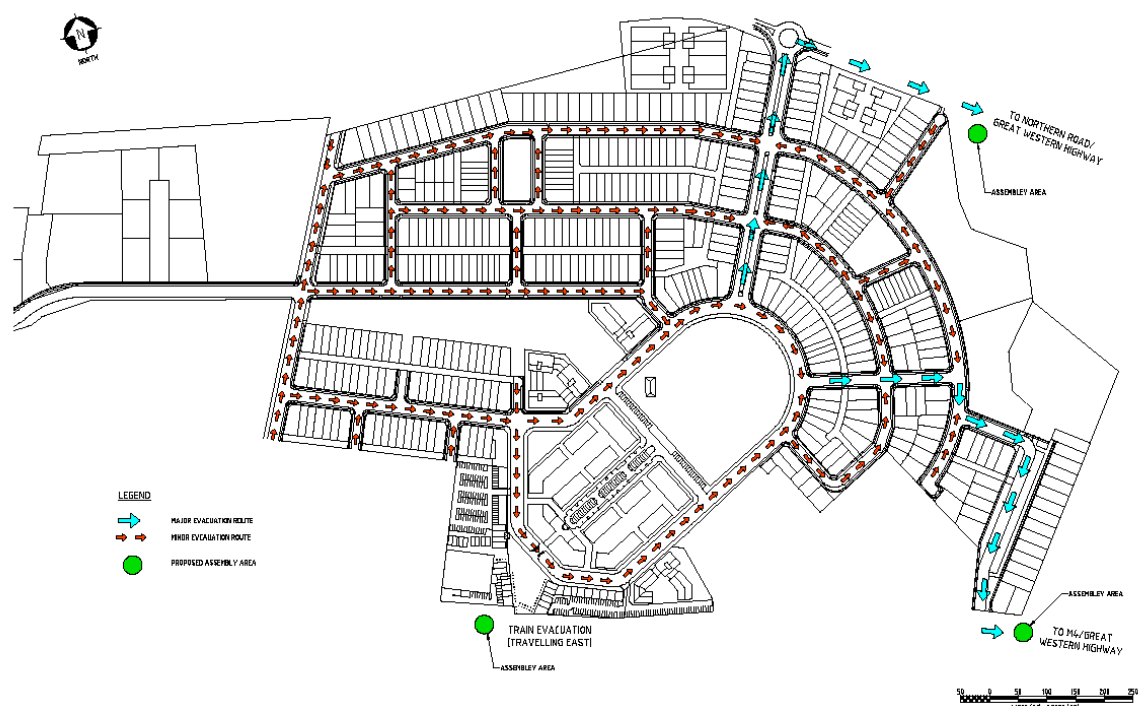 N
NORTH
TO NORTHERN ROAD/
GREAT WESTERN HIGHWAY
ASSEMBLEY AREA
LEGEND
MAJOR EVACUATION ROUTE
MINOR EVCAUATION ROUTE
PROPOSED ASSEMBLY AREA
TRAIN EVACUATION
(TRAVELLING EAST)
ASSEMBLEY AREA
ASSEMBLEY AREA
TO M4/GREAT
WESTERN HIGHWAY
50 0 50 100 150 200 250